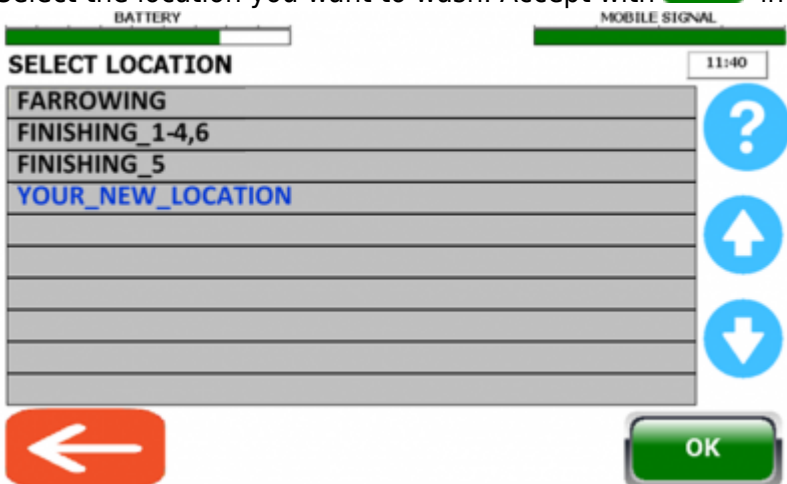 Select the location you want to wash. Accept with in
BATTERY MOBILE SIGNAL
SELECT LOCATION 11:40
FARROWING
FINISHING_1-4,6
FINISHING_5
YOUR_NEW_LOCATION
?
OK